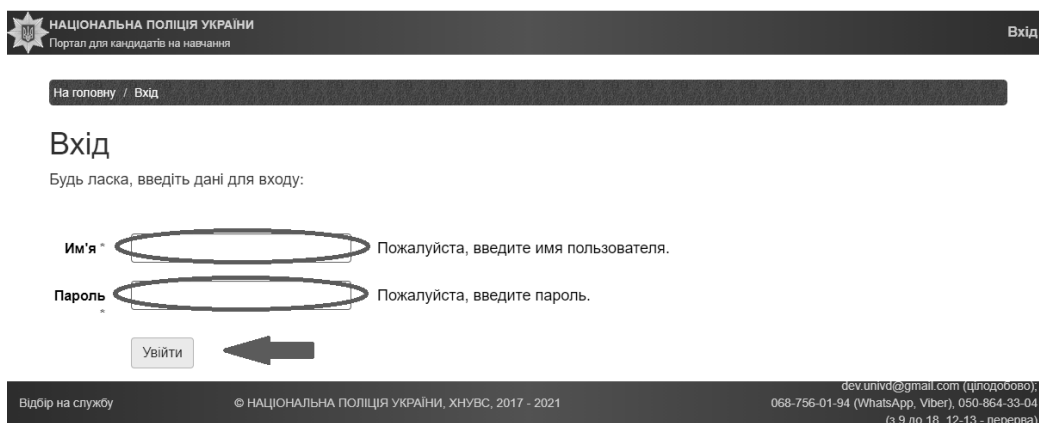 НАЦІОНАЛЬНА ПОЛІЦІЯ УКРАЇНИ
Портал для кандидатів на навчання
Вхід
На головну / Вхід
Вхід
Будь ласка, введіть дані для входу:
Им'я * Пожалуйста, введите имя пользователя.
Пароль * Пожалуйста, введите пароль.
Увійти
Відбір на службу
© НАЦІОНАЛЬНА ПОЛІЦІЯ УКРАЇНИ, ХНУВС, 2017 - 2021
dev.univd@gmail.com (цілодобово);
068-756-01-94 (WhatsApp, Viber), 050-864-33-04
(з 9 до 18, 12-13 - перерва)